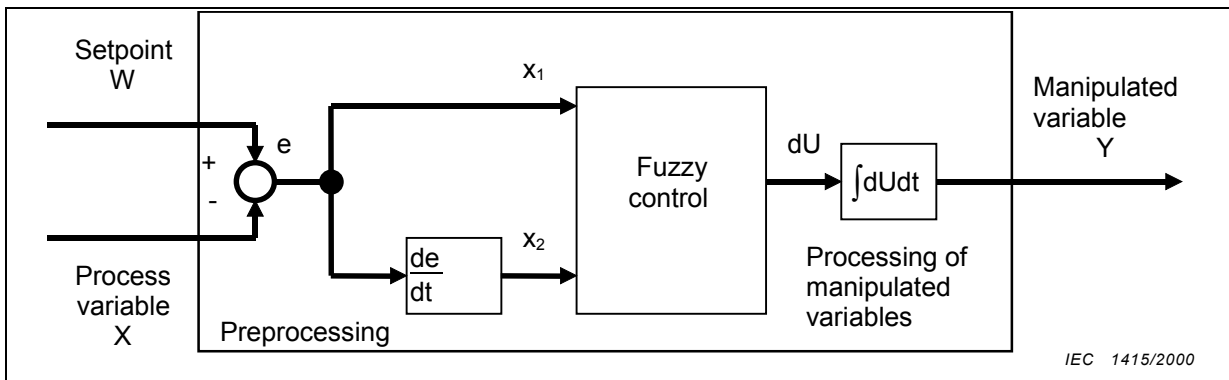 Setpoint
W
+
-
e
x₁
x₂
de
dt
Fuzzy
control
dU
∫dUdt
Manipulated
variable
Y
Process
variable
X
Preprocessing
Processing of
manipulated
variables
IEC 1415/2000